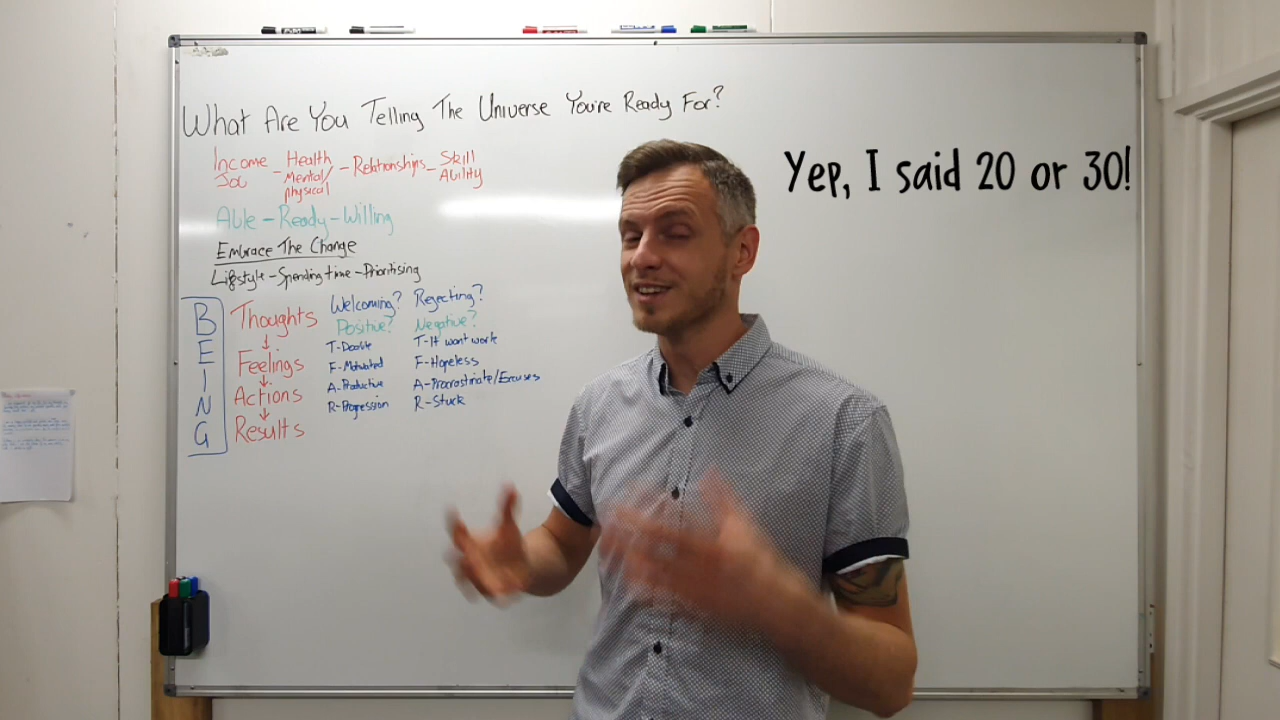 What Are You Telling The Universe You're Ready For?
Yep, I said 20 or 30!
Income Job - Health Mental/ physical - Relationships - Skill Ability
Able - Ready - Willing
Embrace The Change
Lifestyle - Spending time - Prioritising
BEING
Thoughts
Feelings
Actions
Results
Welcoming? Rejecting?
Positive? Negative?
T-Doable T-It wont work
F-Motivated F-Hopeless
A-Productive A-Procrastinate/Excuses
R-Progression R-Stuck